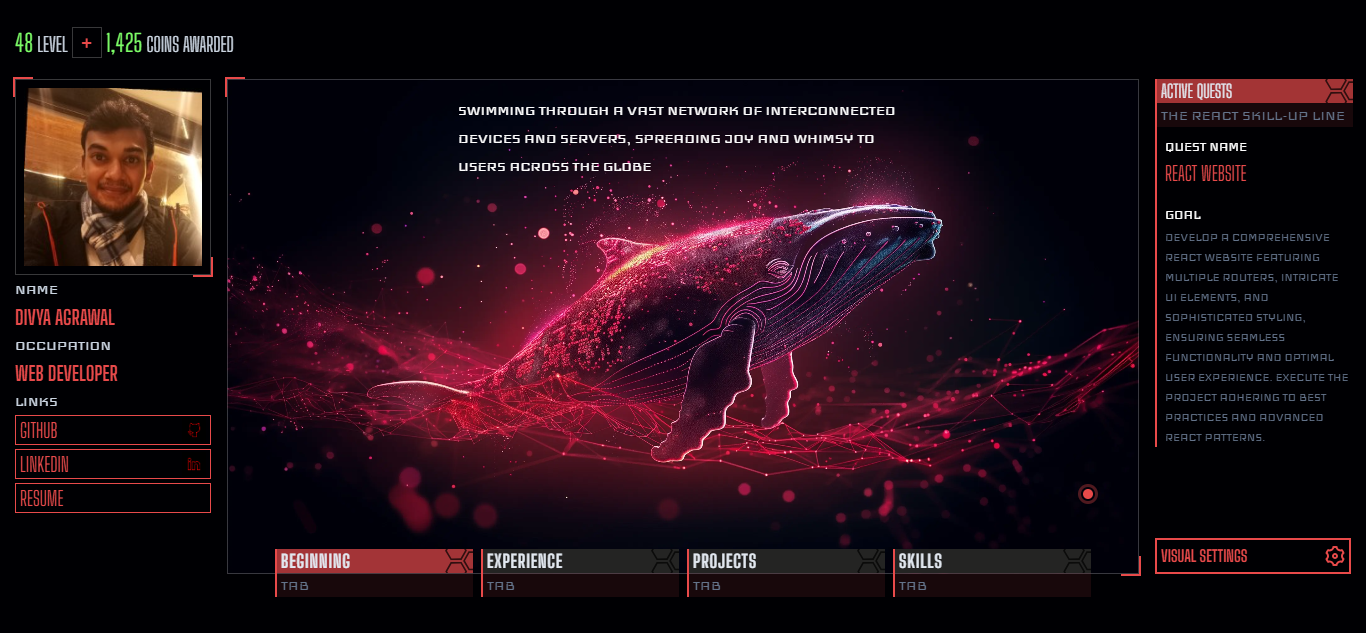 48 LEVEL + 1,425 COINS AWARDED
NAME
DIVYA AGRAWAL
OCCUPATION
WEB DEVELOPER
LINKS
GITHUB
LINKEDIN
RESUME
SWIMMING THROUGH A VAST NETWORK OF INTERCONNECTED
DEVICES AND SERVERS, SPREADING JOY AND WHIMSY TO
USERS ACROSS THE GLOBE
BEGINNING
TAB
EXPERIENCE
TAB
PROJECTS
TAB
SKILLS
TAB
ACTIVE QUESTS
THE REACT SKILL-UP LINE
QUEST NAME
REACT WEBSITE
GOAL
DEVELOP A COMPREHENSIVE
REACT WEBSITE FEATURING
MULTIPLE ROUTERS, INTRICATE
UI ELEMENTS, AND
SOPHISTICATED STYLING,
ENSURING SEAMLESS
FUNCTIONALITY AND OPTIMAL
USER EXPERIENCE. EXECUTE THE
PROJECT ADHERING TO BEST
PRACTICES AND ADVANCED
REACT PATTERNS.
VISUAL SETTINGS